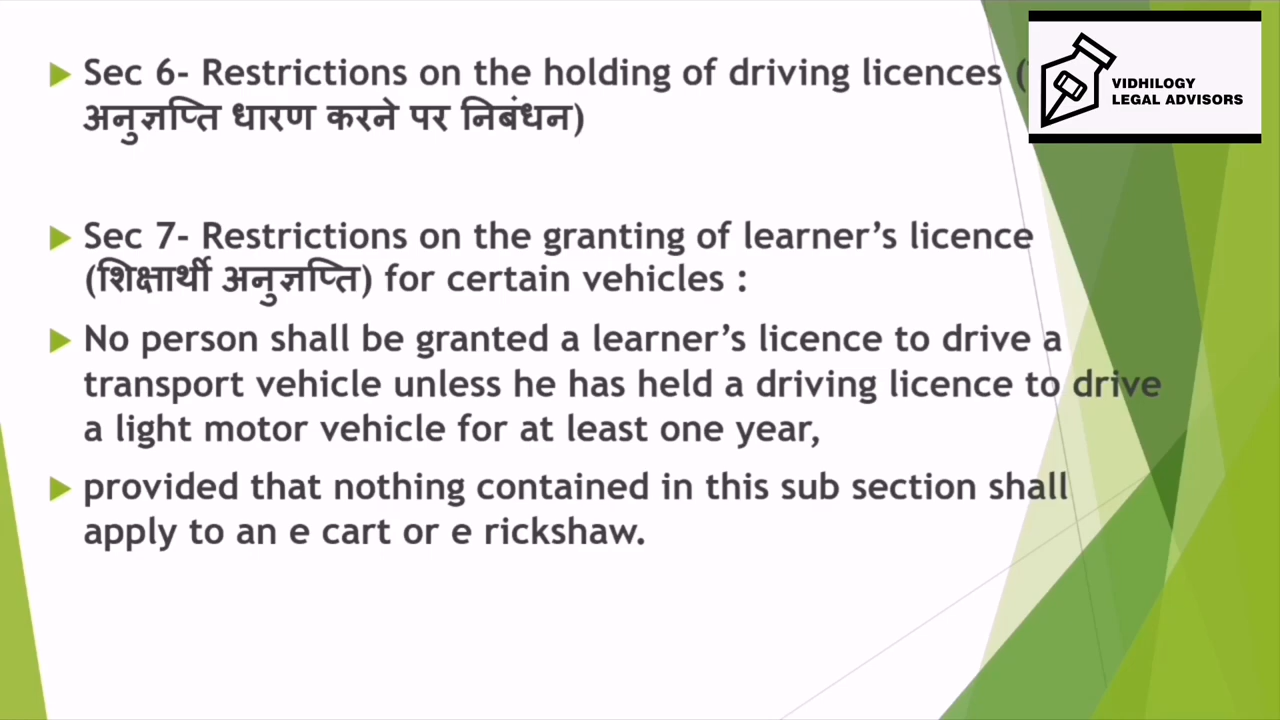 Sec 6- Restrictions on the holding of driving licences (
अनुज्ञप्ति धारण करने पर निबंधन)
Sec 7- Restrictions on the granting of learner’s licence
(शिक्षार्थी अनुज्ञप्ति) for certain vehicles :
No person shall be granted a learner’s licence to drive a
transport vehicle unless he has held a driving licence to drive
a light motor vehicle for at least one year,
provided that nothing contained in this sub section shall
apply to an e cart or e rickshaw.
VIDHILOGY
LEGAL ADVISORS